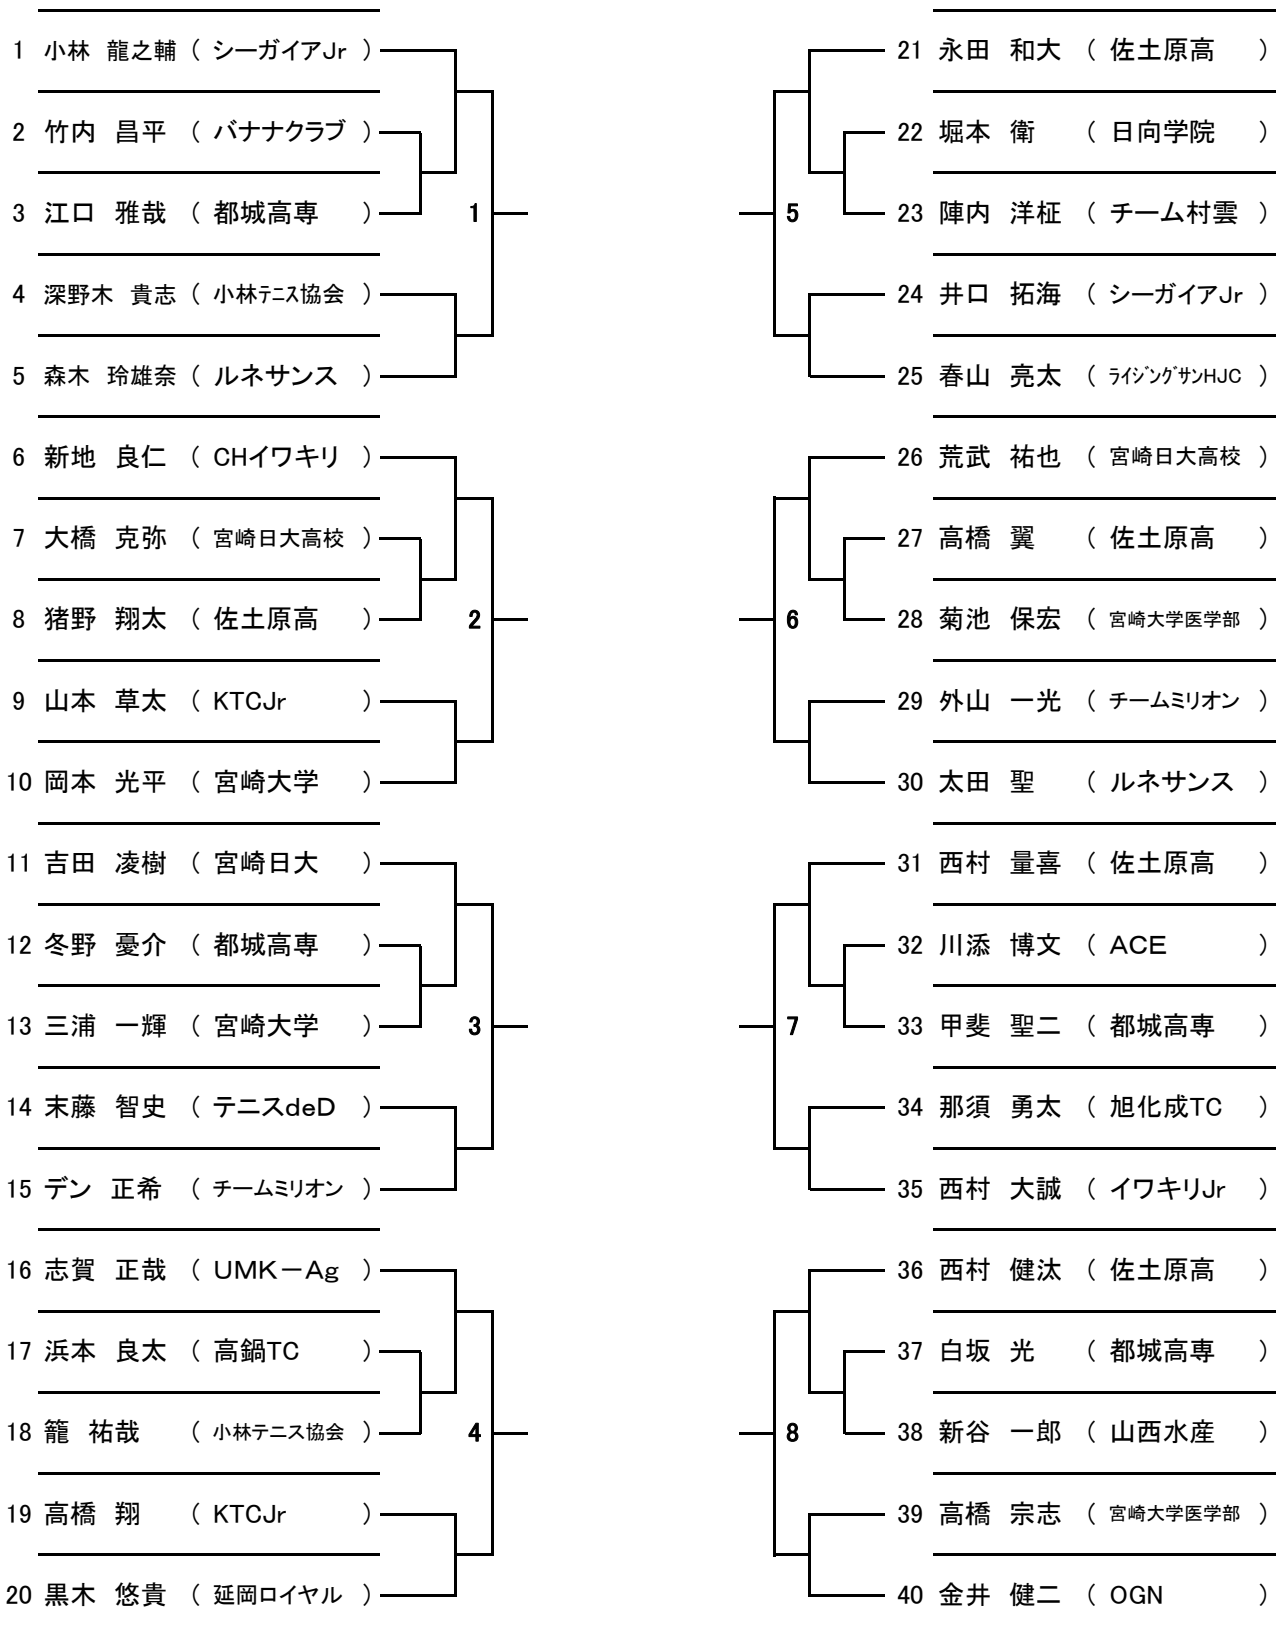 1 小林 龍之輔 ( シーガイアJr )
2 竹内 昌平 ( バナナクラブ )
3 江口 雅哉 ( 都城高専 )
1
4 深野木 貴志 ( 小林テニス協会 )
5 森木 玲雄奈 ( ルネサンス )
6 新地 良仁 ( CHイワキリ )
7 大橋 克弥 ( 宮崎日大高校 )
8 猪野 翔太 ( 佐土原高 )
2
9 山本 草太 ( KTCJr )
10 岡本 光平 ( 宮崎大学 )
11 吉田 凌樹 ( 宮崎日大 )
12 冬野 憂介 ( 都城高専 )
13 三浦 一輝 ( 宮崎大学 )
3
14 末藤 智史 ( テニスdeD )
15 デン 正希 ( チームミリオン )
16 志賀 正哉 ( UMK－Ag )
17 浜本 良太 ( 高鍋TC )
18 籠 祐哉 ( 小林テニス協会 )
4
19 高橋 翔 ( KTCJr )
20 黒木 悠貴 ( 延岡ロイヤル )
21 永田 和大 ( 佐土原高 )
22 堀本 衛 ( 日向学院 )
5
23 陣内 洋柾 ( チーム村雲 )
24 井口 拓海 ( シーガイアJr )
25 春山 亮太 ( ﾗｲｼﾞﾝｸﾞｻﾝHJC )
26 荒武 祐也 ( 宮崎日大高校 )
27 高橋 翼 ( 佐土原高 )
6
28 菊池 保宏 ( 宮崎大学医学部 )
29 外山 一光 ( チームミリオン )
30 太田 聖 ( ルネサンス )
31 西村 量喜 ( 佐土原高 )
32 川添 博文 ( ACE )
7
33 甲斐 聖二 ( 都城高専 )
34 那須 勇太 ( 旭化成TC )
35 西村 大誠 ( イワキリJr )
36 西村 健汰 ( 佐土原高 )
37 白坂 光 ( 都城高専 )
8
38 新谷 一郎 ( 山西水産 )
39 高橋 宗志 ( 宮崎大学医学部 )
40 金井 健二 ( OGN )